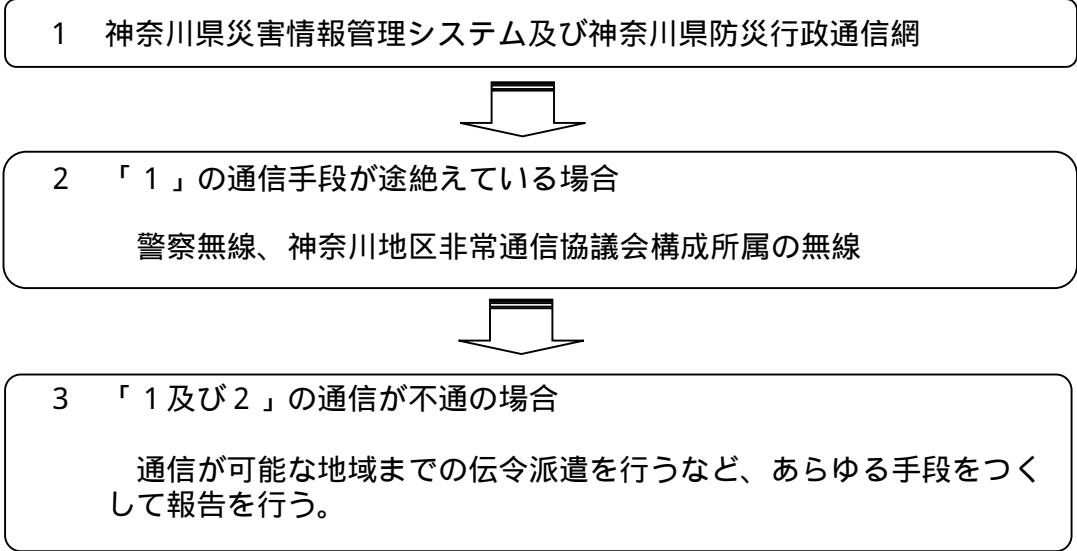 1　神奈川県災害情報管理システム及び神奈川県防災行政通信網
2　「1」の通信手段が途絶えている場合
警察無線、神奈川地区非常通信協議会構成所属の無線
3　「1及び2」の通信が不通の場合
通信が可能な地域までの伝令派遣を行うなど、あらゆる手段をつく
して報告を行う。